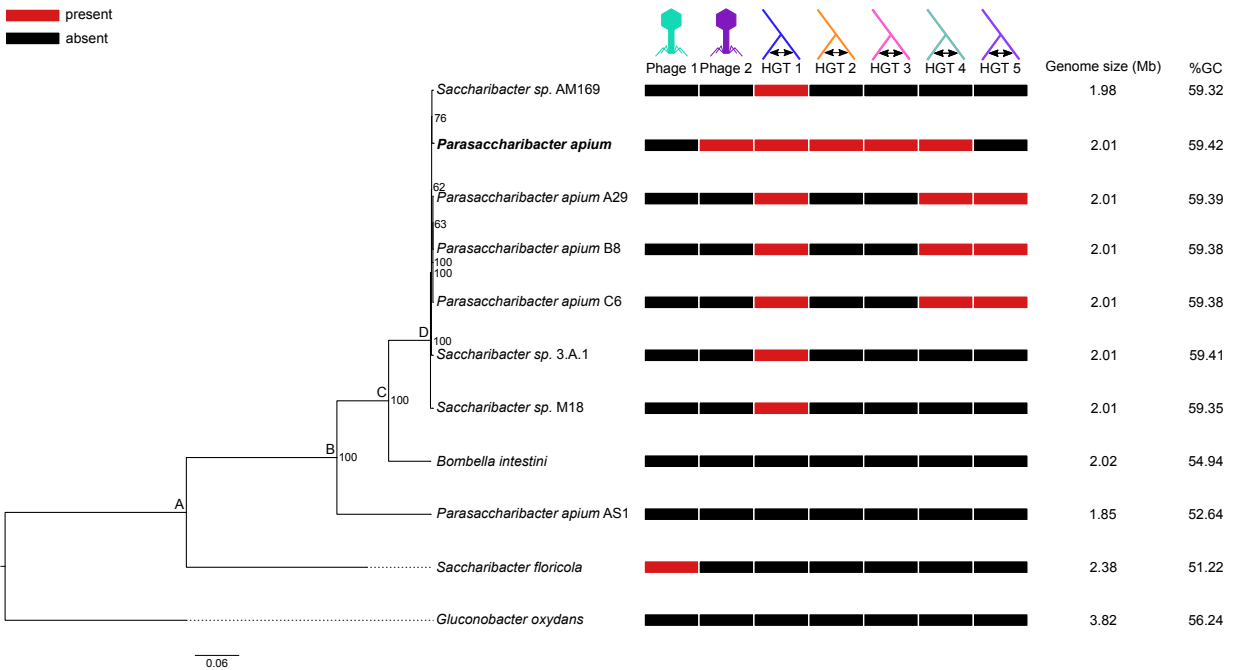 present
absent
Phage 1 Phage 2 HGT 1 HGT 2 HGT 3 HGT 4 HGT 5 Genome size (Mb) %GC
Saccharibacter sp. AM169 1.98 59.32
76
Parasaccharibacter apium 2.01 59.42
62
Parasaccharibacter apium A29 2.01 59.39
63
Parasaccharibacter apium B8 2.01 59.38
100
100
Parasaccharibacter apium C6 2.01 59.38
D
100
Saccharibacter sp. 3.A.1 2.01 59.41
C
100
Saccharibacter sp. M18 2.01 59.35
B
100
Bombella intestini 2.02 54.94
A
Parasaccharibacter apium AS1 1.85 52.64
Saccharibacter floricola 2.38 51.22
Gluconobacter oxydans 3.82 56.24
0.06